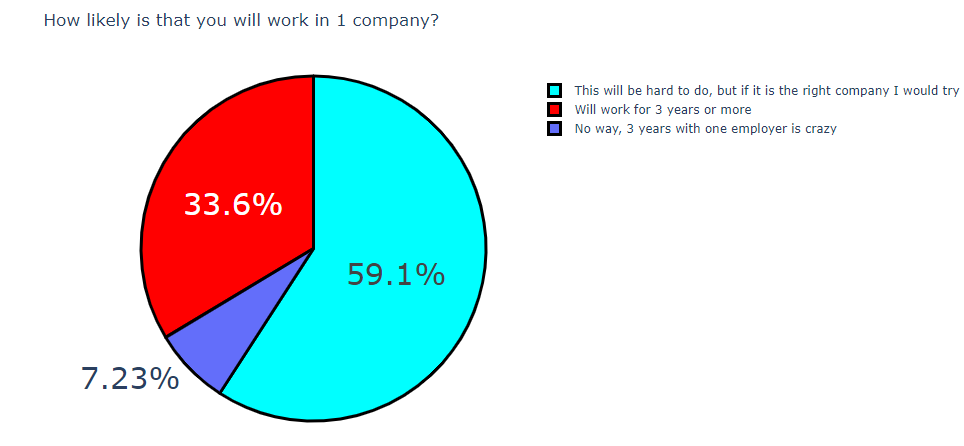 How likely is that you will work in 1 company?
This will be hard to do, but if it is the right company I would try
Will work for 3 years or more
No way, 3 years with one employer is crazy
33.6%
59.1%
7.23%